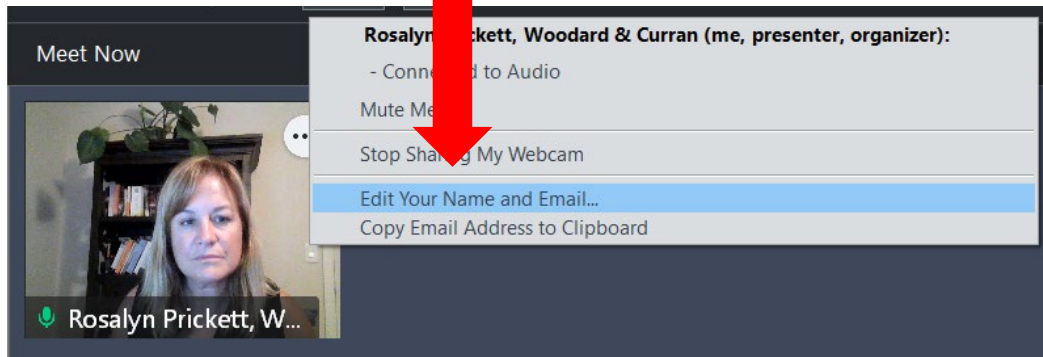 Meet Now
Rosalyn Prickett, Woodard & Curran (me, presenter, organizer):
- Connected to Audio
Mute Me
Stop Sharing My Webcam
Edit Your Name and Email...
Copy Email Address to Clipboard
Rosalyn Prickett, W...